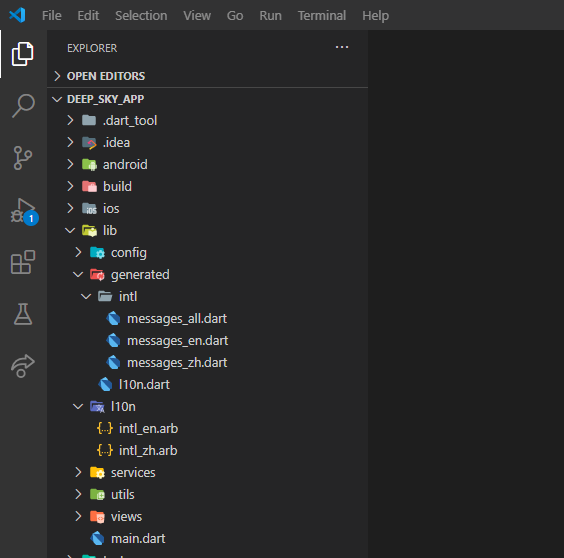 File Edit Selection View Go Run Terminal Help
EXPLORER
OPEN EDITORS
DEEP_SKY_APP
.dart_tool
.idea
android
build
iOS ios
1
lib
config
generated
intl
messages_all.dart
messages_en.dart
messages_zh.dart
l10n.dart
l10n
{..} intl_en.arb
{..} intl_zh.arb
services
utils
views
main.dart